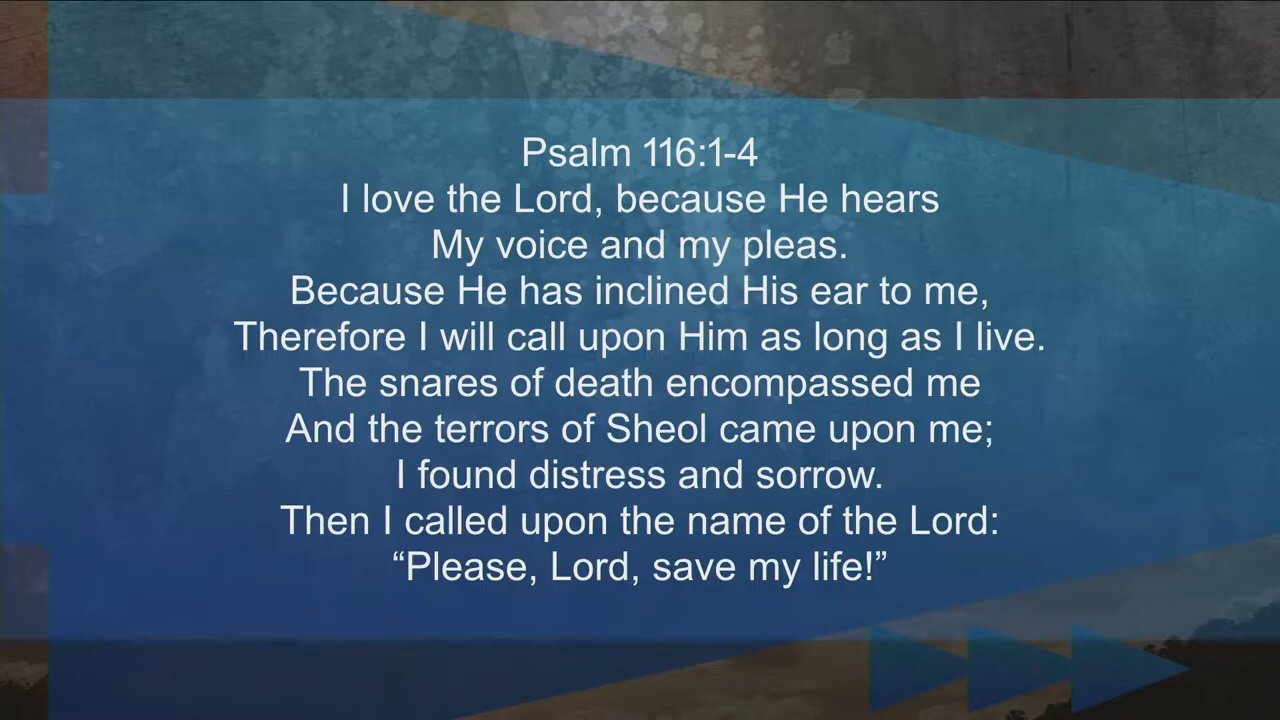 Psalm 116:1-4
I love the Lord, because He hears
My voice and my pleas.
Because He has inclined His ear to me,
Therefore I will call upon Him as long as I live.
The snares of death encompassed me
And the terrors of Sheol came upon me;
I found distress and sorrow.
Then I called upon the name of the Lord:
“Please, Lord, save my life!”